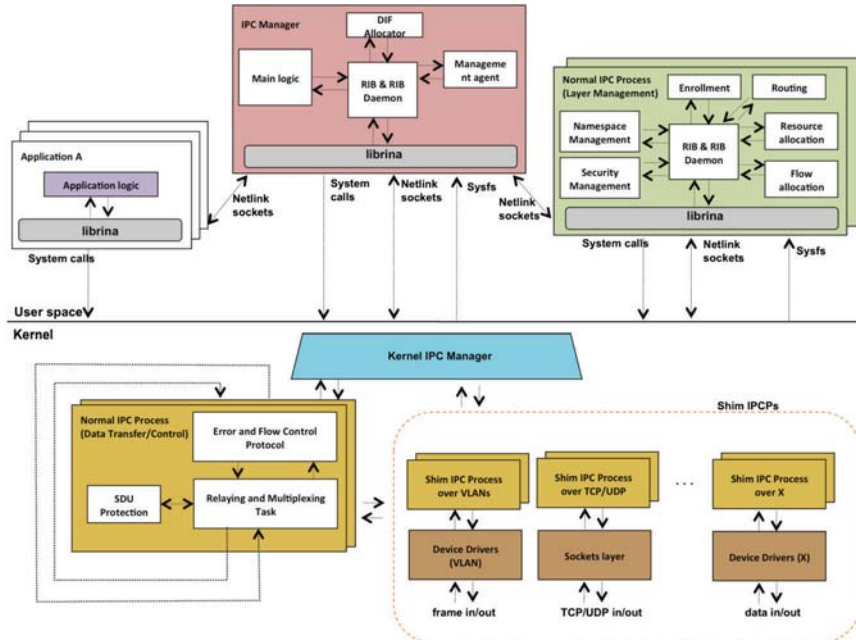 IPC Manager
DIF
Allocator
Main logic
RIB & RIB
Daemon
Manageme
nt agent
librina
Normal IPC Process
(Layer Management)
Enrollment
Routing
Namespace
Management
RIB & RIB
Daemon
Resource
allocation
Security
Management
Flow
allocation
librina
Application A
Application logic
librina
System calls
Netlink
sockets
System
calls
Netlink
sockets
Sysfs
Netlink
sockets
System calls
Netlink
sockets
Sysfs
User space
Kernel
Kernel IPC Manager
Normal IPC Process
(Data Transfer/Control)
Error and Flow Control
Protocol
SDU
Protection
Relaying and Multiplexing
Task
Shim IPCPs
Shim IPC Process
over VLANs
Shim IPC Process
over TCP/UDP
. . .
Shim IPC Process
over X
Device Drivers
(VLAN)
Sockets layer
Device Drivers (X)
frame in/out
TCP/UDP in/out
data in/out